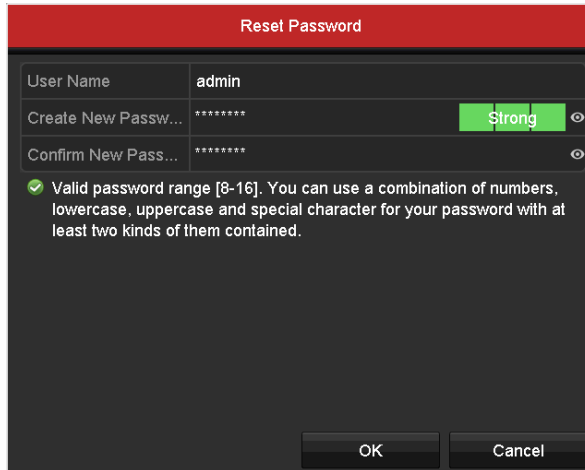 Reset Password
User Name admin
Create New Passw... ******** Strong
Confirm New Pass... ********
Valid password range [8-16]. You can use a combination of numbers,
lowercase, uppercase and special character for your password with at
least two kinds of them contained.
OK Cancel